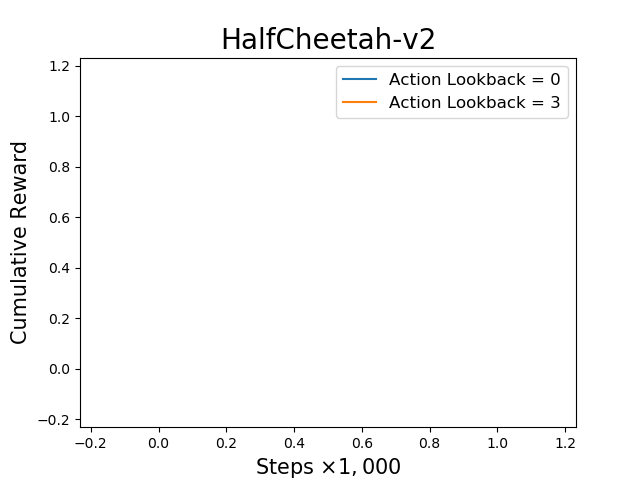 HalfCheetah-v2
Action Lookback = 0
Action Lookback = 3
1.2
1.0
0.8
0.6
0.4
0.2
0.0
−0.2
Cumulative Reward
−0.2 0.0 0.2 0.4 0.6 0.8 1.0 1.2
Steps ×1, 000